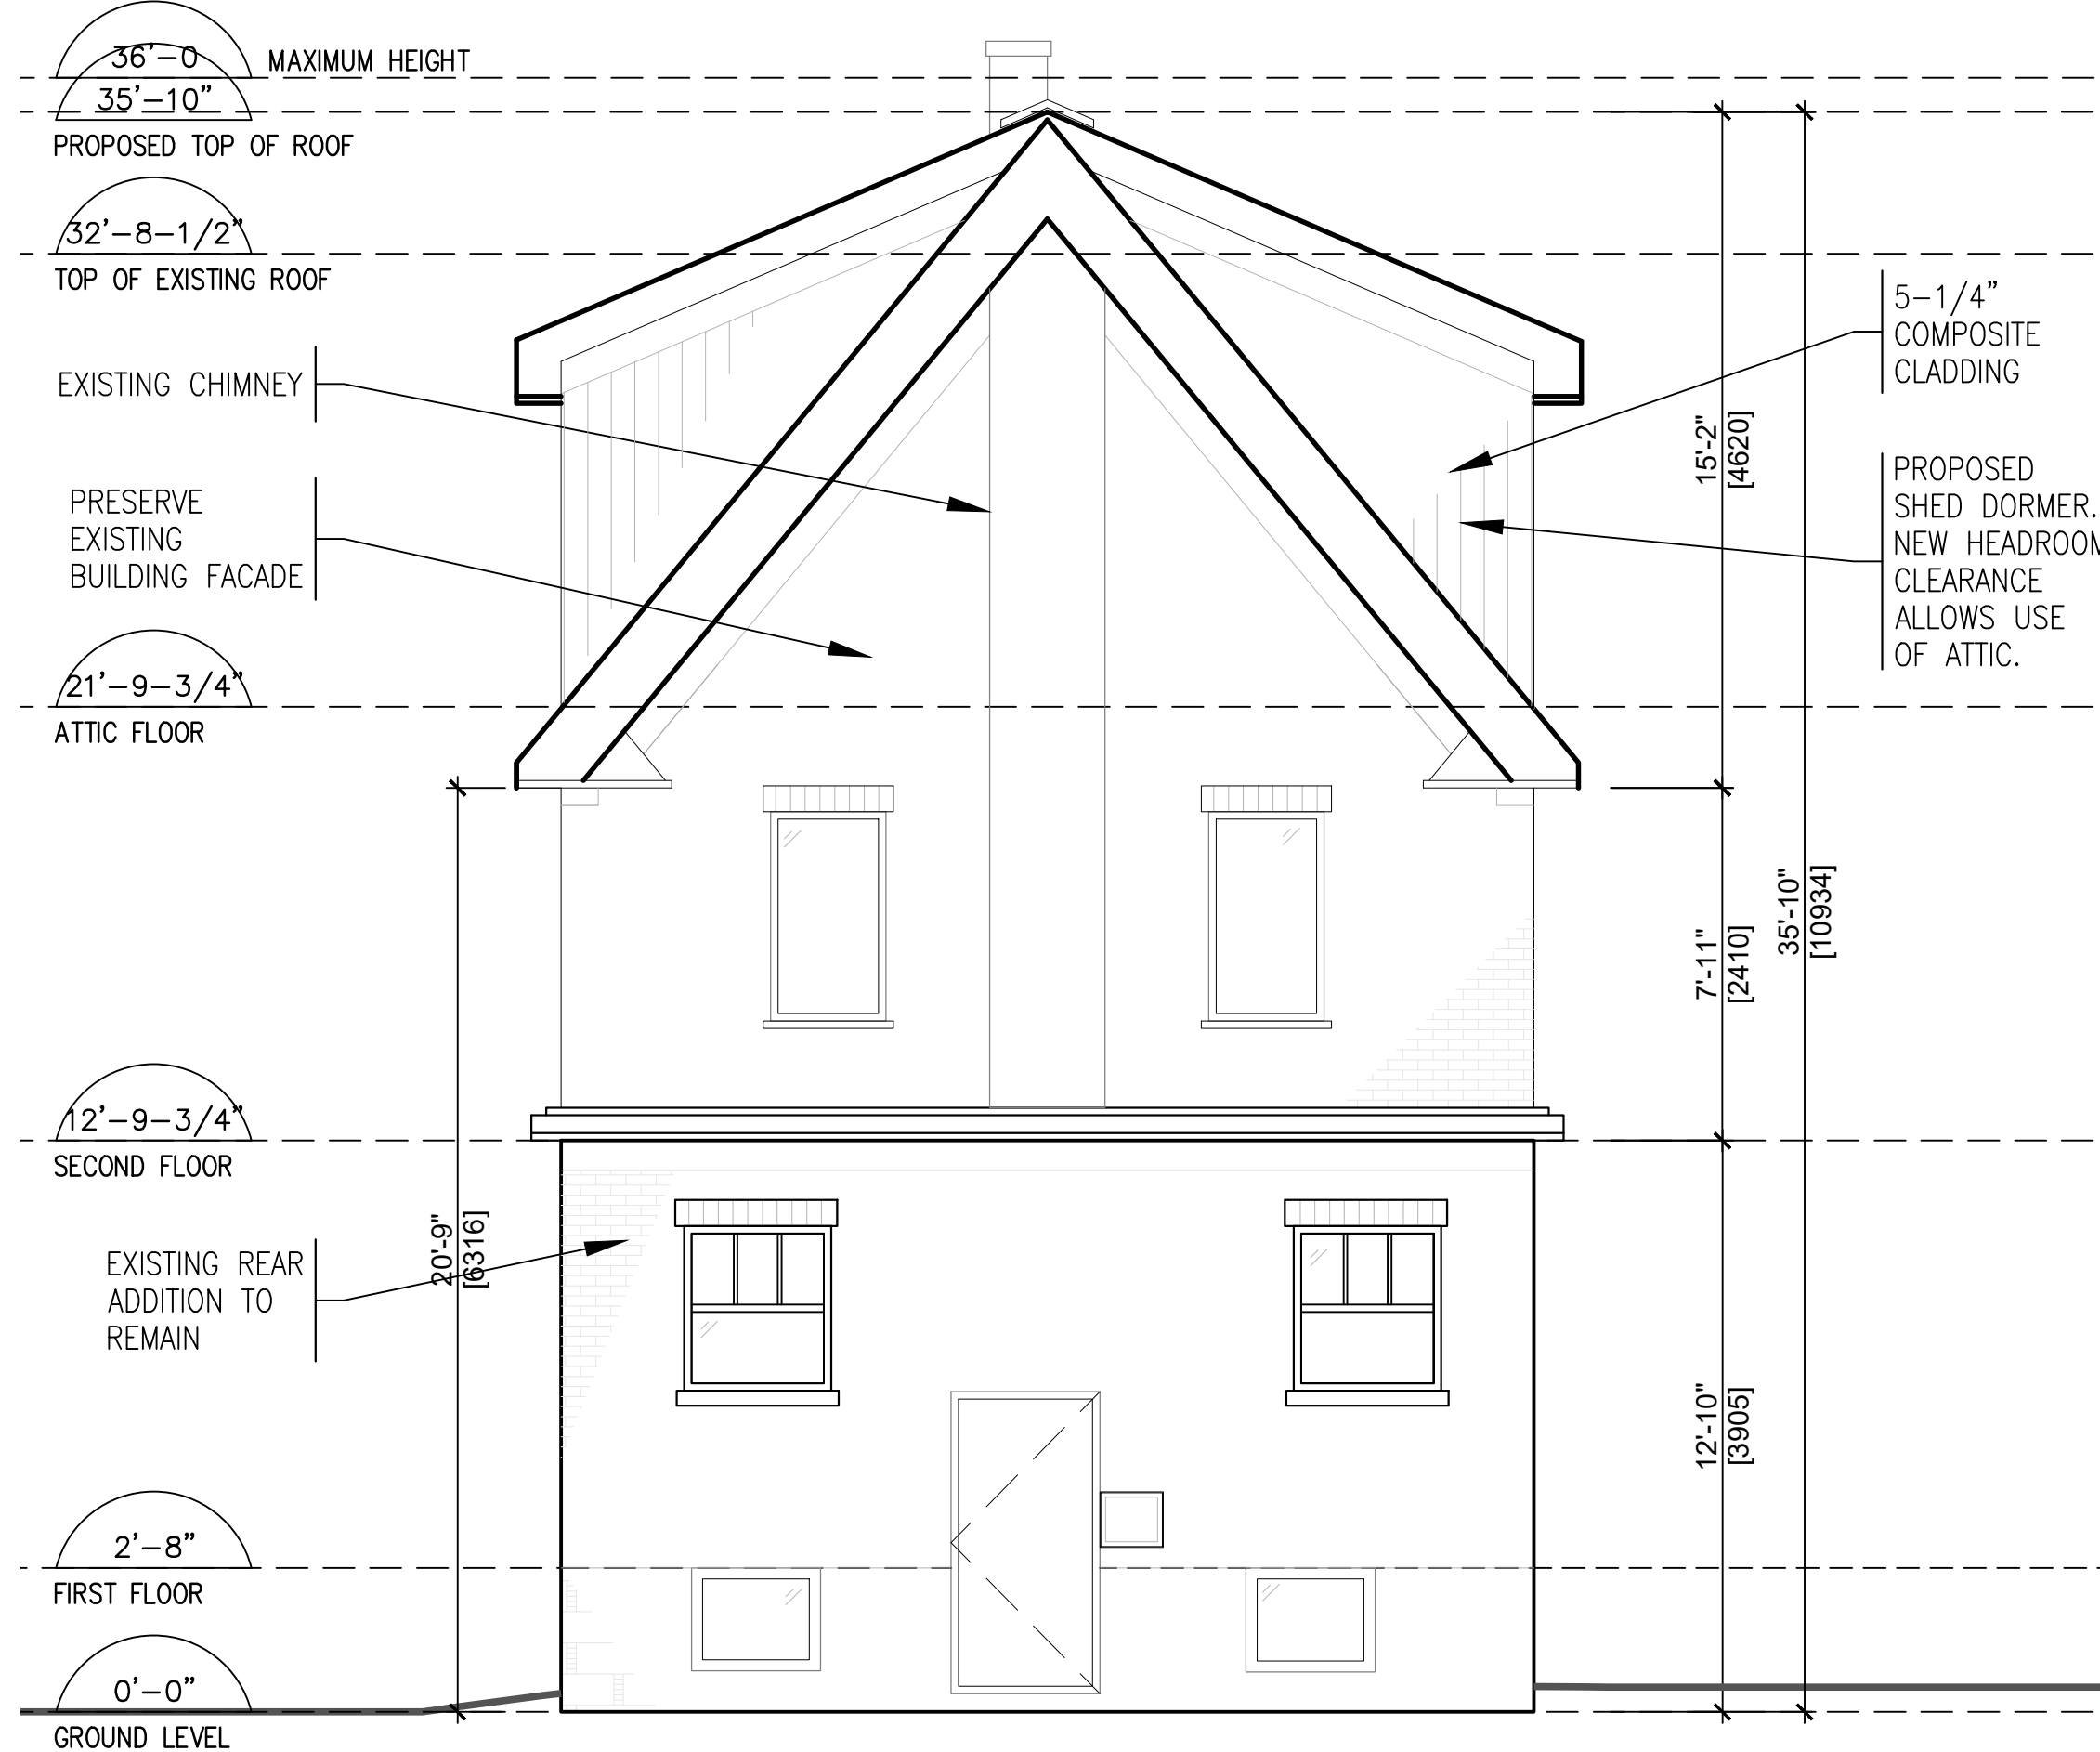 36'-0
MAXIMUM HEIGHT
35'-10"
PROPOSED TOP OF ROOF
32'-8-1/2"
TOP OF EXISTING ROOF
EXISTING CHIMNEY
PRESERVE
EXISTING
BUILDING FACADE
21'-9-3/4"
ATTIC FLOOR
12'-9-3/4"
SECOND FLOOR
EXISTING REAR
ADDITION TO
REMAIN
2'-8"
FIRST FLOOR
0'-0"
GROUND LEVEL
20'-9"
[6316]
5-1/4"
COMPOSITE
CLADDING
PROPOSED
SHED DORMER.
NEW HEADROOM
CLEARANCE
ALLOWS USE
OF ATTIC.
15'-2"
[4620]
7'-11"
[2410]
12'-10"
[3905]
35'-10"
[10934]